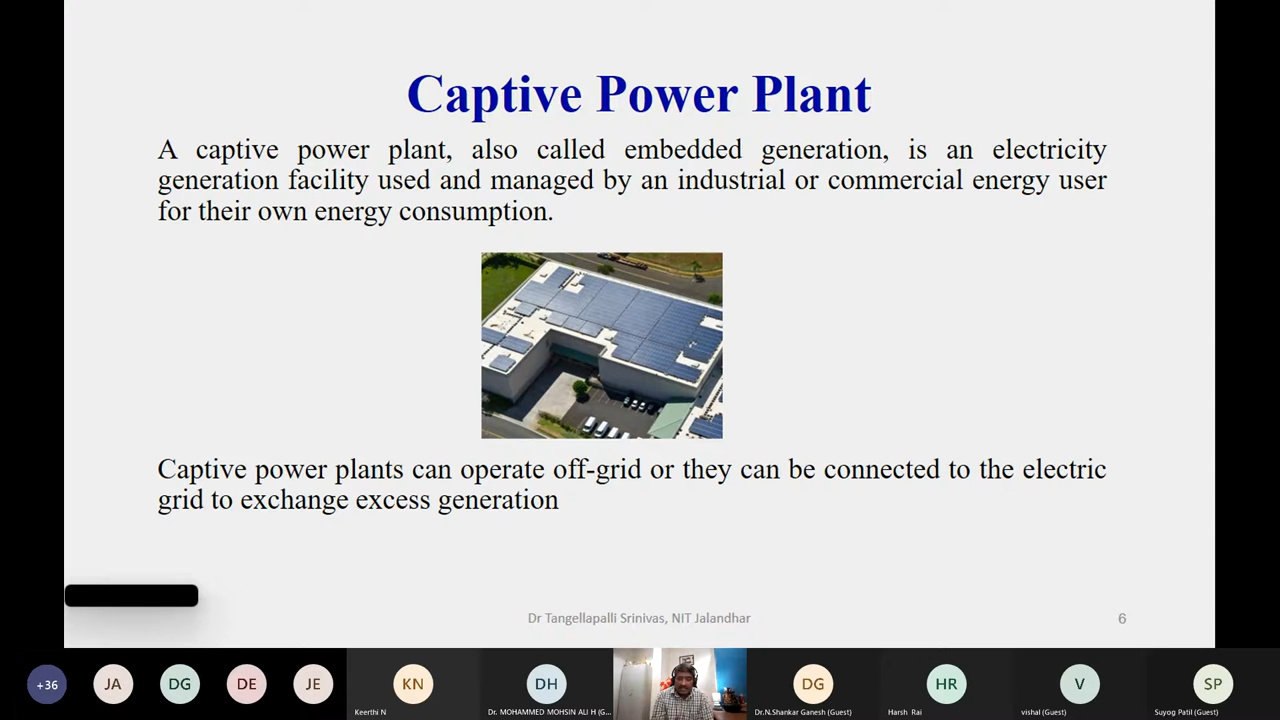 Captive Power Plant
A captive power plant, also called embedded generation, is an electricity
generation facility used and managed by an industrial or commercial energy user
for their own energy consumption.
Captive power plants can operate off-grid or they can be connected to the electric
grid to exchange excess generation
Dr Tangellapalli Srinivas, NIT Jalandhar
6
+36
JA
DG
DE
JE
KN
DH
DG
HR
V
SP
Keerthi N
Dr. MOHAMMED MOHSIN ALI H (G...
Dr.N.Shankar Ganesh (Guest)
Harsh Rai
vishal (Guest)
Suyog Patil (Guest)